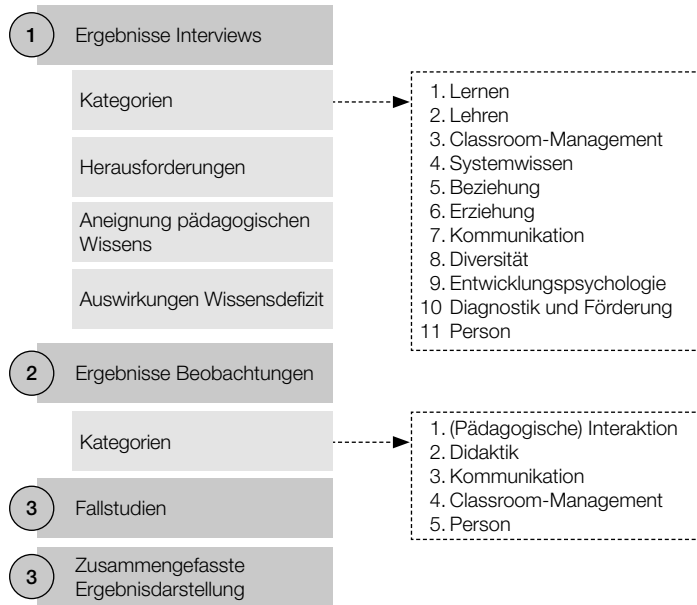 1 Ergebnisse Interviews
Kategorien
Herausforderungen
Aneignung pädagogischen
Wissens
Auswirkungen Wissensdefizit
1. Lernen
2. Lehren
3. Classroom-Management
4. Systemwissen
5. Beziehung
6. Erziehung
7. Kommunikation
8. Diversität
9. Entwicklungspsychologie
10 Diagnostik und Förderung
11 Person
2 Ergebnisse Beobachtungen
Kategorien
1. (Pädagogische) Interaktion
2. Didaktik
3. Kommunikation
4. Classroom-Management
5. Person
3 Fallstudien
3 Zusammengefasste
Ergebnisdarstellung